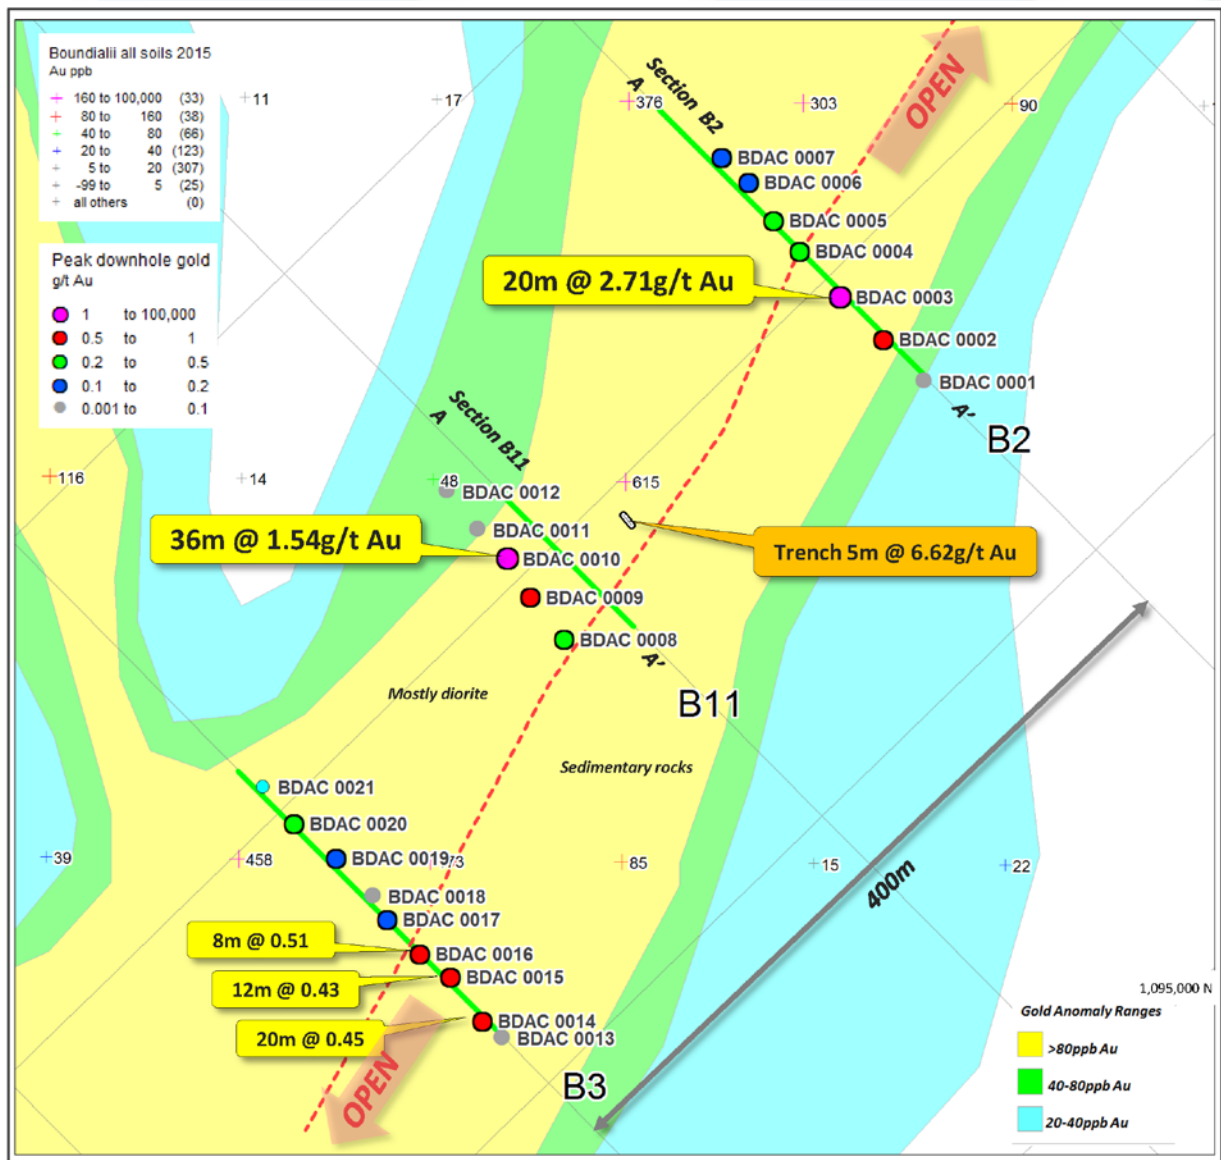 Boundialii all soils 2015
Au ppb
160 to 100,000 (33)
80 to 160 (38)
40 to 80 (66)
20 to 40 (123)
5 to 20 (307)
-99 to 5 (25)
all others (0)
Peak downhole gold
g/t Au
1 to 100,000
0.5 to 1
0.2 to 0.5
0.1 to 0.2
0.001 to 0.1
11
17
376
303
90
OPEN
A
Section B2
BDAC 0007
BDAC 0006
BDAC 0005
BDAC 0004
20m @ 2.71g/t Au
BDAC 0003
BDAC 0002
BDAC 0001
A'
B2
A
Section B11
116
14
48
615
BDAC 0012
BDAC 0011
36m @ 1.54g/t Au
BDAC 0010
Trench 5m @ 6.62g/t Au
BDAC 0009
BDAC 0008
A'
Mostly diorite
B11
Sedimentary rocks
BDAC 0021
BDAC 0020
39
458
BDAC 0019
73
85
15
22
400m
BDAC 0018
BDAC 0017
8m @ 0.51
BDAC 0016
12m @ 0.43
BDAC 0015
20m @ 0.45
BDAC 0014
BDAC 0013
OPEN
B3
1,095,000 N
Gold Anomaly Ranges
>80ppb Au
40-80ppb Au
20-40ppb Au